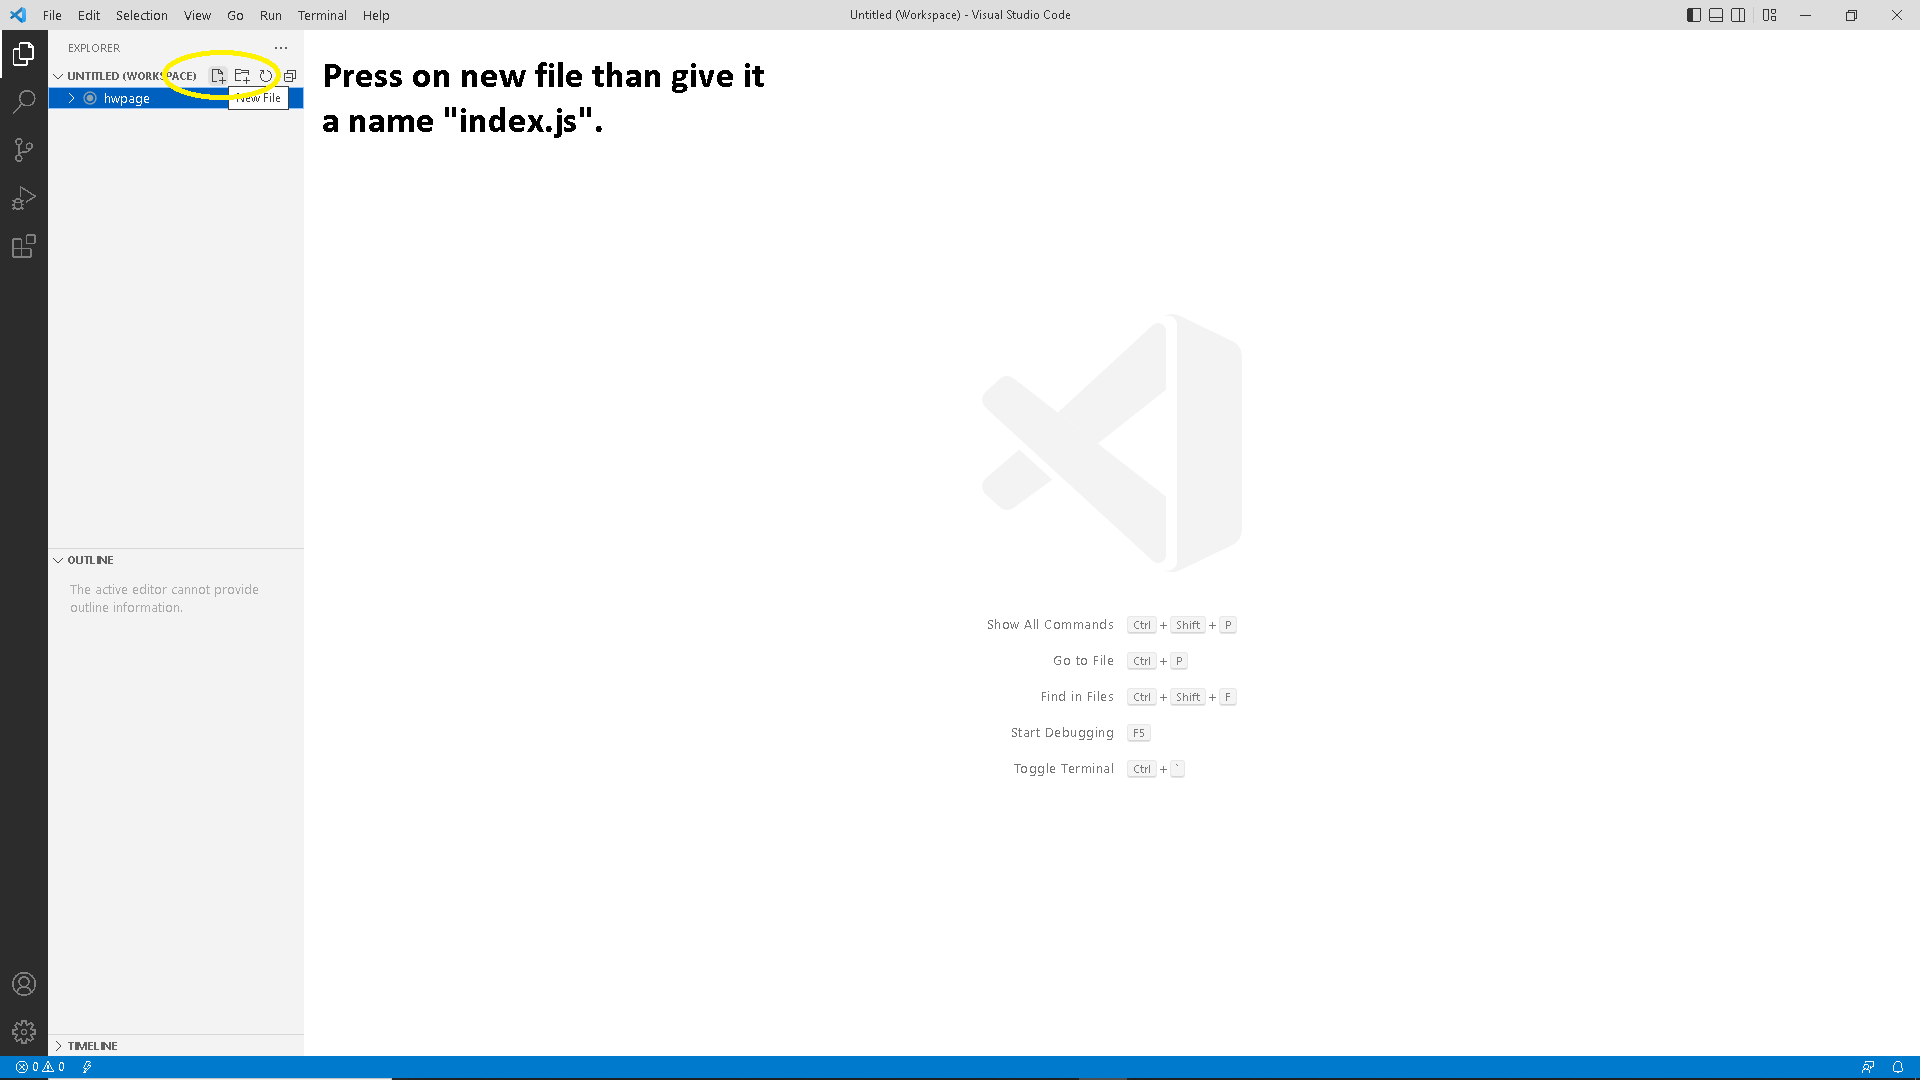 File Edit Selection View Go Run Terminal Help
Untitled (Workspace) - Visual Studio Code
EXPLORER
UNTITLED (WORKSPACE)
hwpage
New File
Press on new file than give it
a name "index.js".
Show All Commands Ctrl + Shift + P
Go to File Ctrl + P
Find in Files Ctrl + Shift + F
Start Debugging F5
Toggle Terminal Ctrl + `
OUTLINE
The active editor cannot provide
outline information.
TIMELINE
0 0